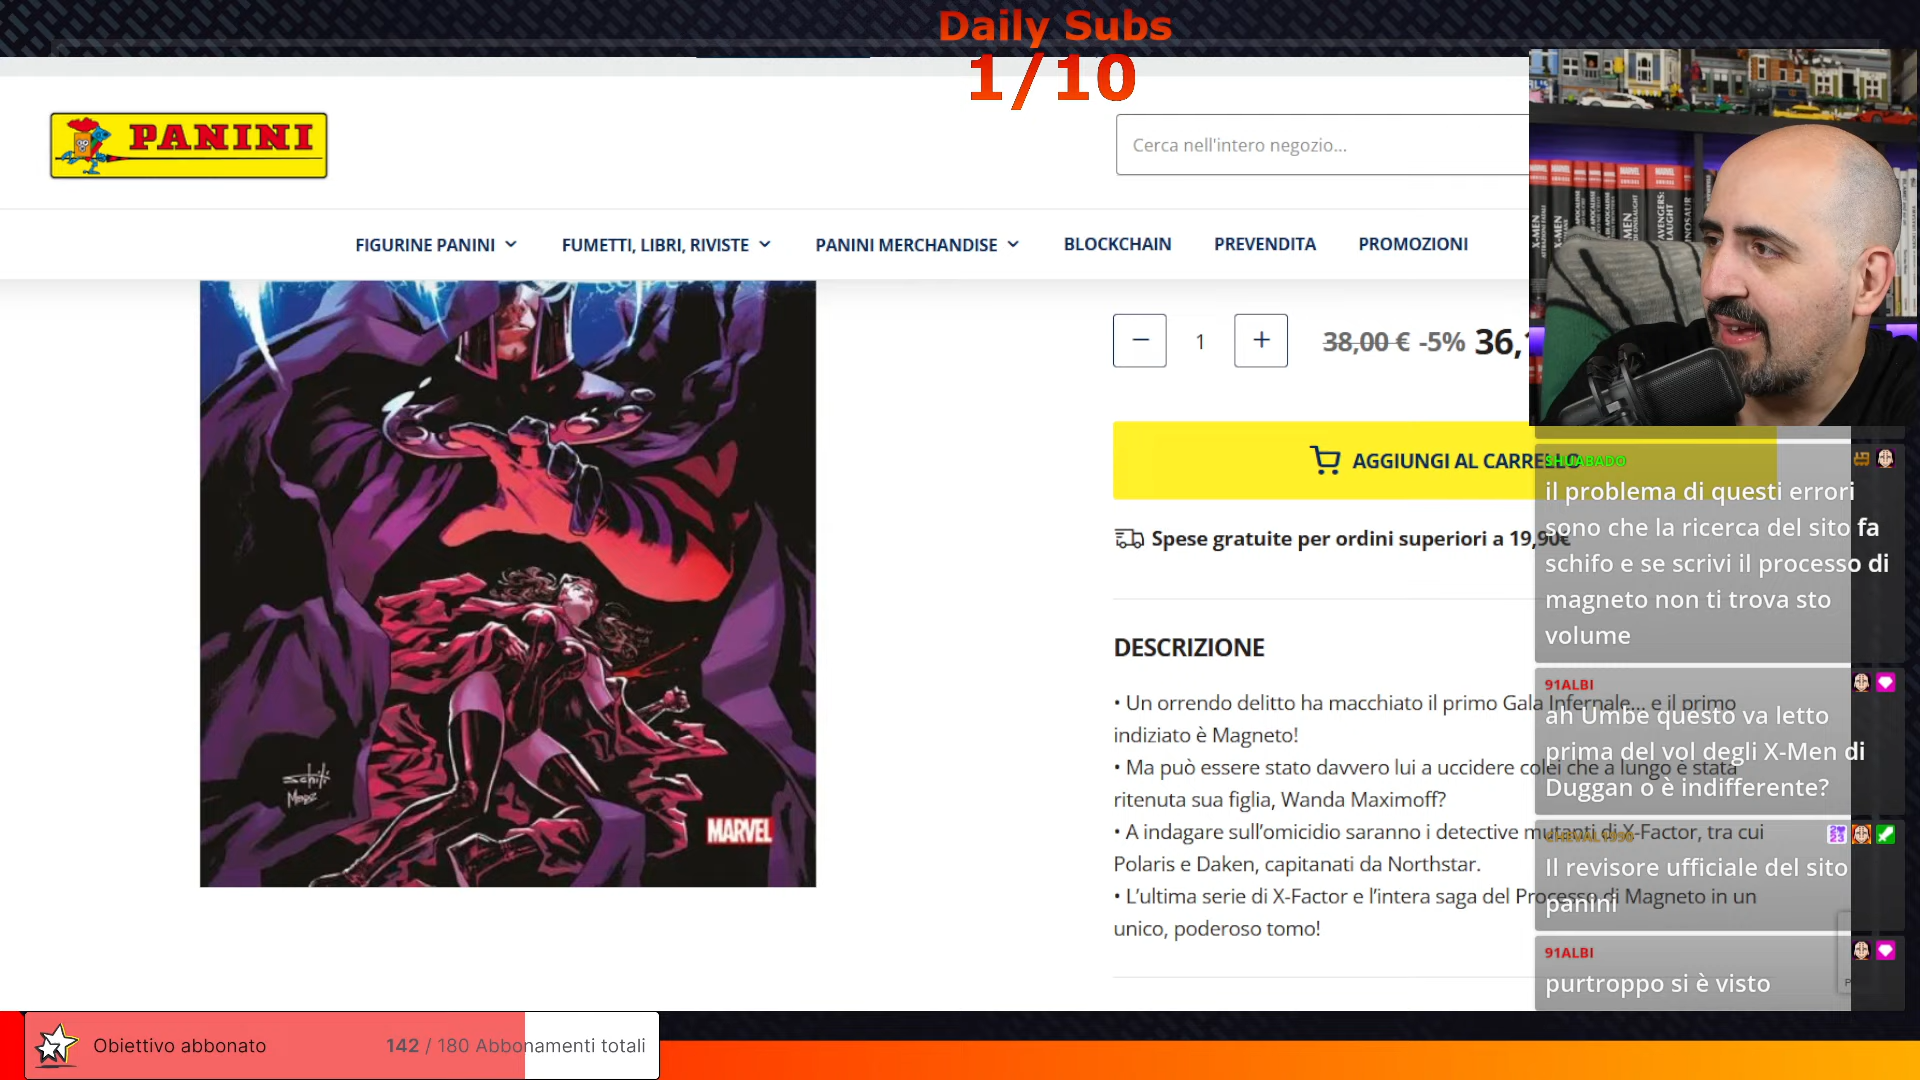 Daily Subs
1/10
PANINI
Cerca nell'intero negozio...
FIGURINE PANINI
FUMETTI, LIBRI, RIVISTE
PANINI MERCHANDISE
BLOCKCHAIN
PREVENDITA
PROMOZIONI
1
38,00 € -5% 36,
AGGIUNGI AL CARRELLO
Spese gratuite per ordini superiori a 19,90€
DESCRIZIONE
• Un orrendo delitto ha macchiato il primo Gala Infernale... e il primo
indiziato è Magneto!
• Ma può essere stato davvero lui a uccidere colei che a lungo è stata
ritenuta sua figlia, Wanda Maximoff?
• A indagare sull'omicidio saranno i detective mutanti di X-Factor, tra cui
Polaris e Daken, capitanati da Northstar.
• L'ultima serie di X-Factor e l'intera saga del Processo di Magneto in un
unico, poderoso tomo!
Schiti
MARVEL
SHUABADO
il problema di questi errori
sono che la ricerca del sito fa
schifo e se scrivi il processo di
magneto non ti trova sto
volume
91ALBI
ah Umbe questo va letto
prima del vol degli X-Men di
Duggan o è indifferente?
CHEVAL1990
Il revisore ufficiale del sito
panini
91ALBI
purtroppo si è visto
Obiettivo abbonato
142 / 180 Abbonamenti totali